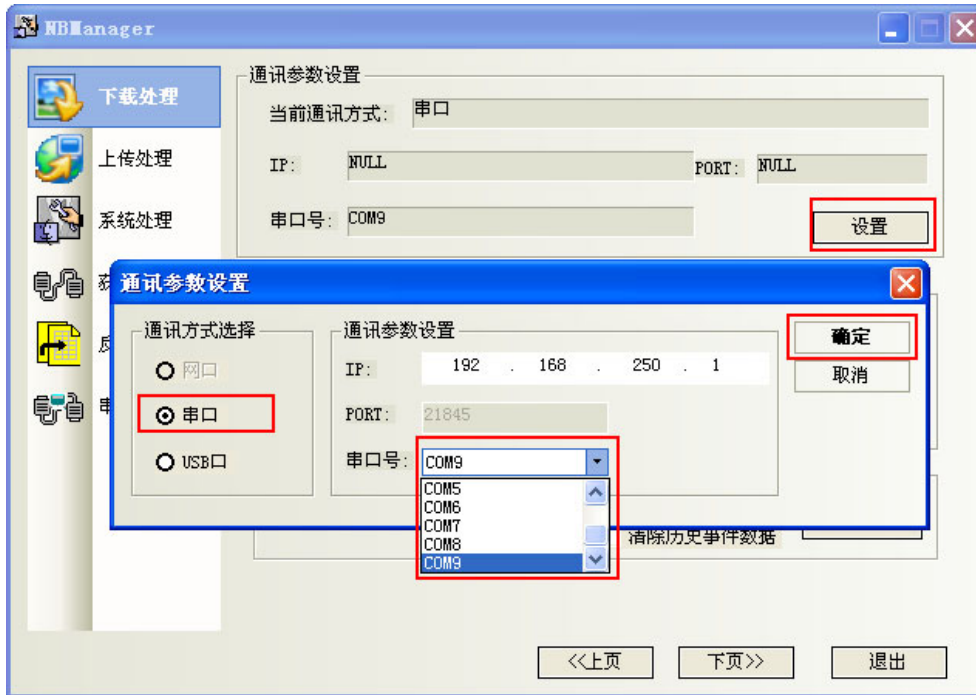 NBManager
下载处理
上传处理
系统处理
通讯参数设置
当前通讯方式: 串口
IP: NULL PORT: NULL
串口号: COM9
设置
通讯参数设置
通讯方式选择
网口
串口
USB口
通讯参数设置
IP: 192 . 168 . 250 . 1
PORT: 21845
串口号: COM9
COM5
COM6
COM7
COM8
COM9
确定
取消
清除历史事件数据
<<上页 下页>> 退出